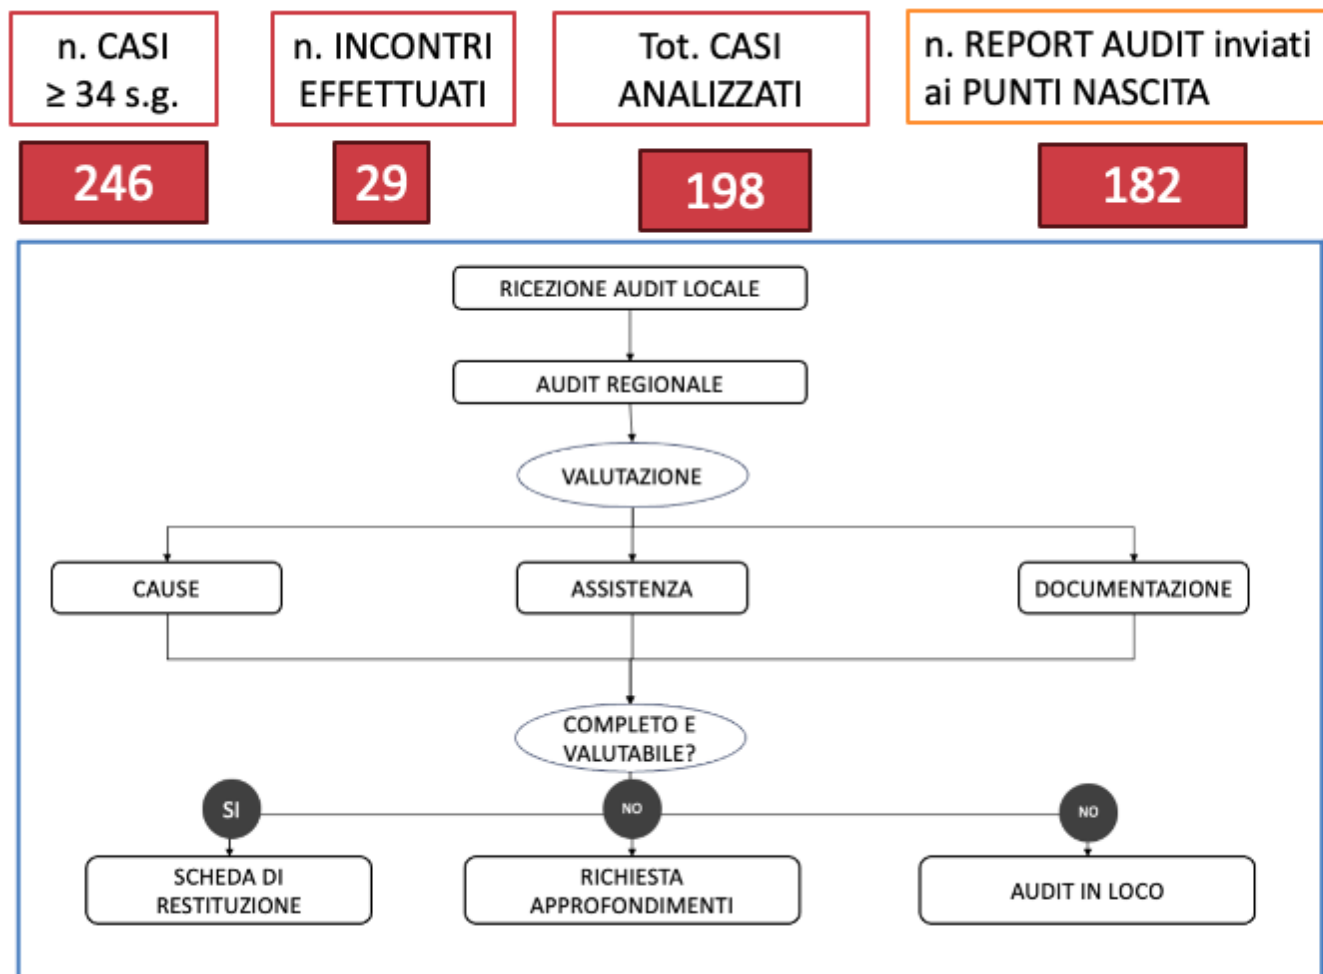 n. CASI
≥ 34 s.g.
n. INCONTRI
EFFETTUATI
Tot. CASI
ANALIZZATI
n. REPORT AUDIT inviati
ai PUNTI NASCITA
246
29
198
182
RICEZIONE AUDIT LOCALE
AUDIT REGIONALE
VALUTAZIONE
CAUSE
ASSISTENZA
DOCUMENTAZIONE
COMPLETO E
VALUTABILE?
SI
NO
NO
SCHEDA DI
RESTITUZIONE
RICHIESTA
APPROFONDIMENTI
AUDIT IN LOCO